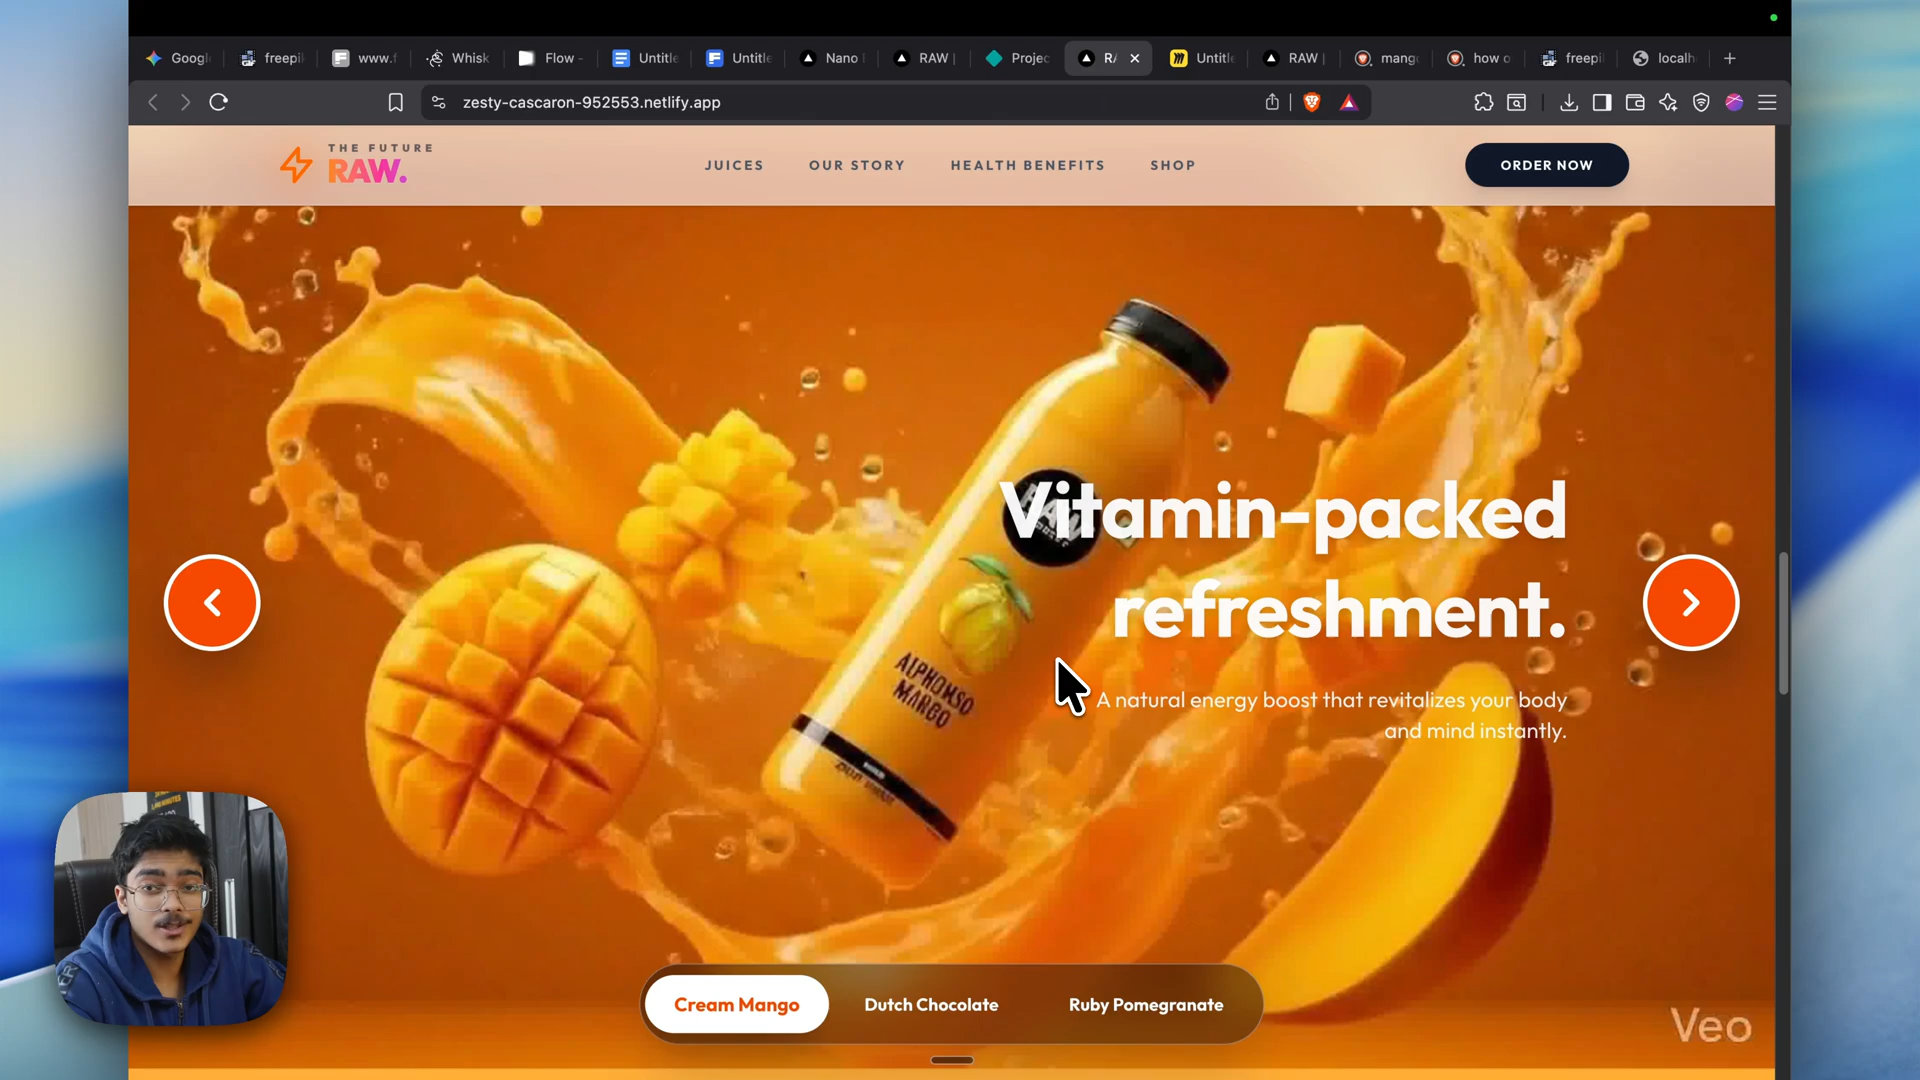 Googl
freepi
www.f
Whisk
Flow -
Untitle
Untitle
Nano
RAW |
Projec
R/
Untitl
RAW |
mang
how o
freepi
localh
zesty-cascaron-952553.netlify.app
THE FUTURE
RAW.
JUICES
OUR STORY
HEALTH BENEFITS
SHOP
ORDER NOW
Vitamin-packed
refreshment.
ALPHONSO
MANGO
A natural energy boost that revitalizes your body
and mind instantly.
Cream Mango
Dutch Chocolate
Ruby Pomegranate
Veo